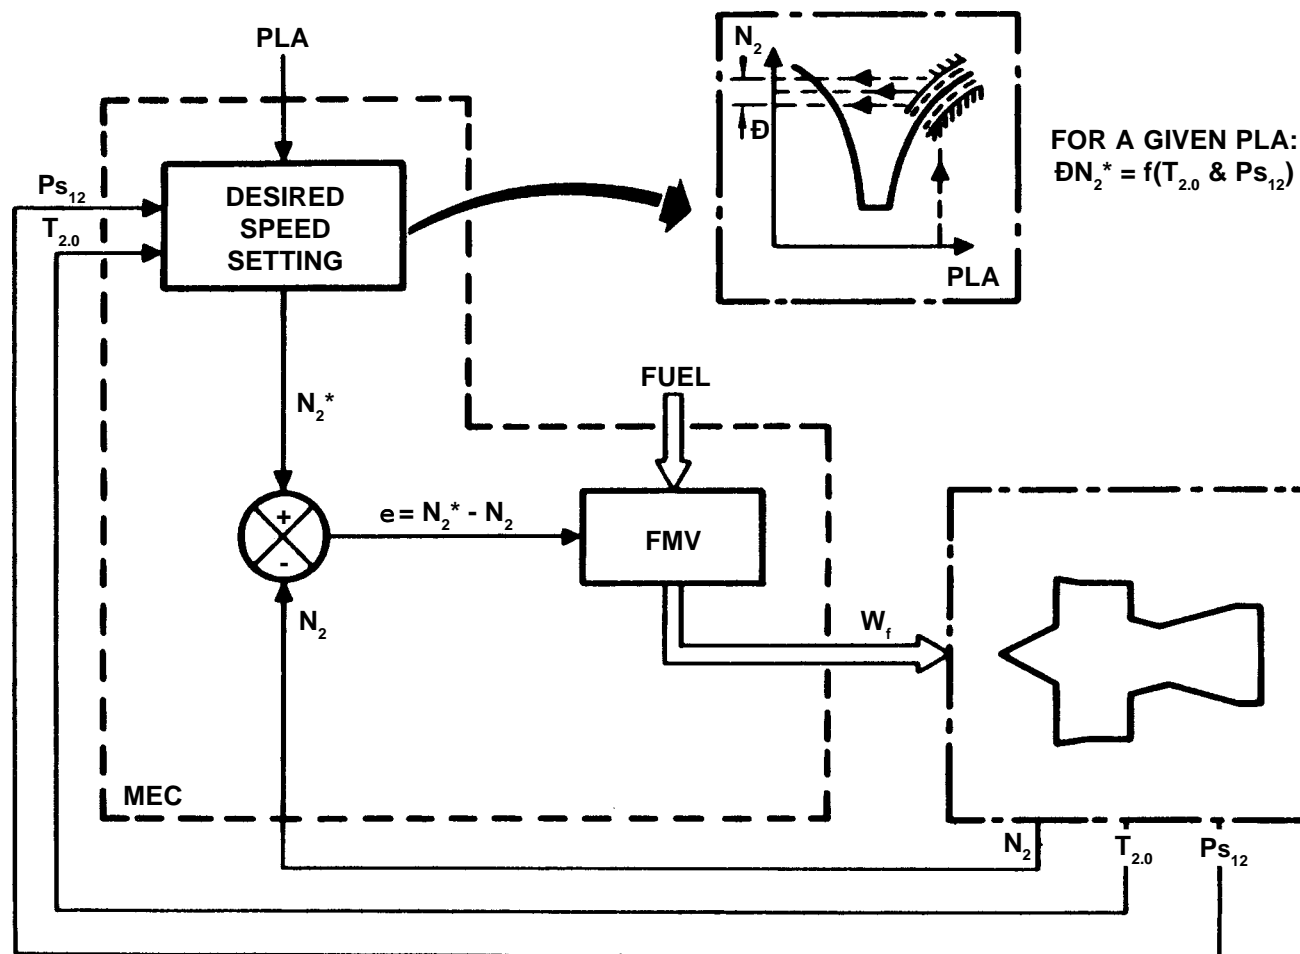 PLA
N₂
Đ
PLA
FOR A GIVEN PLA:
ĐN₂* = f(T₂.₀ & Ps₁₂)
Ps₁₂
T₂.₀
DESIRED
SPEED
SETTING
N₂*
FUEL
+
-
e = N₂* - N₂
FMV
N₂
W_f
MEC
N₂
T₂.₀
Ps₁₂